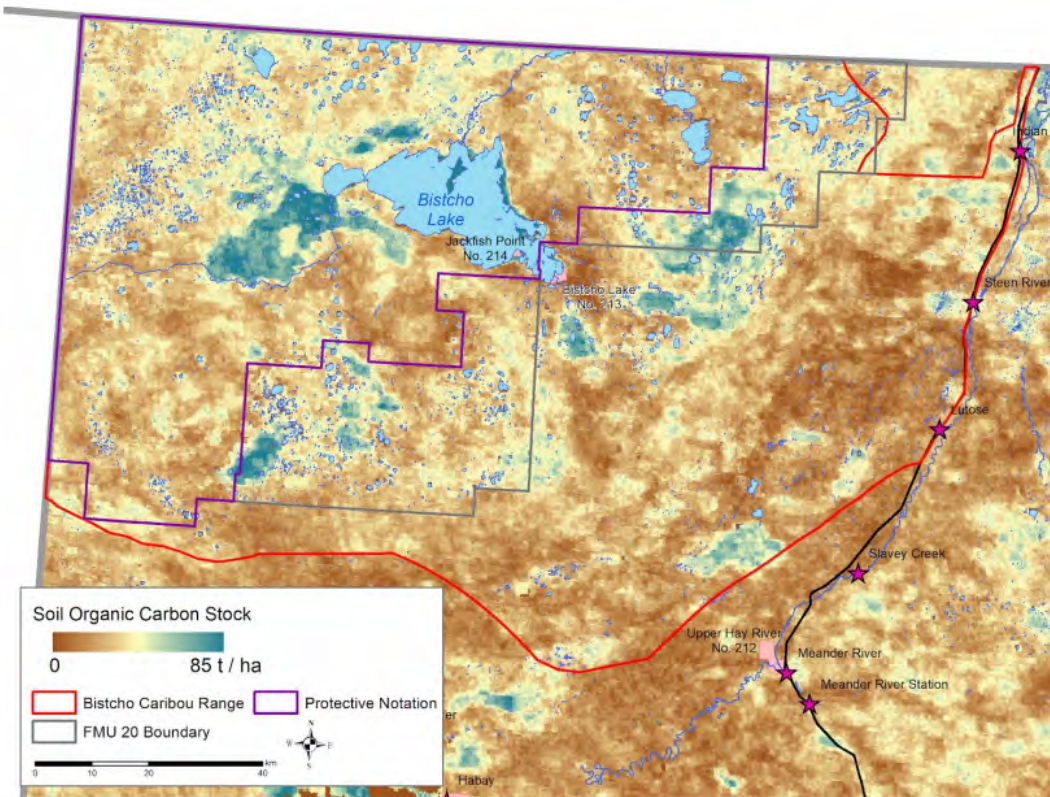 Indian
Bistcho
Lake
Jackfish Point
No. 214
Bistcho Lake
No. 213
Steen River
Lutose
Slavey Creek
Upper Hay River
No. 212
Meander River
Meander River Station
er
Habay
Soil Organic Carbon Stock
0 85 t / ha
Bistcho Caribou Range Protective Notation
FMU 20 Boundary
N
W E
S
km
0 10 20 40